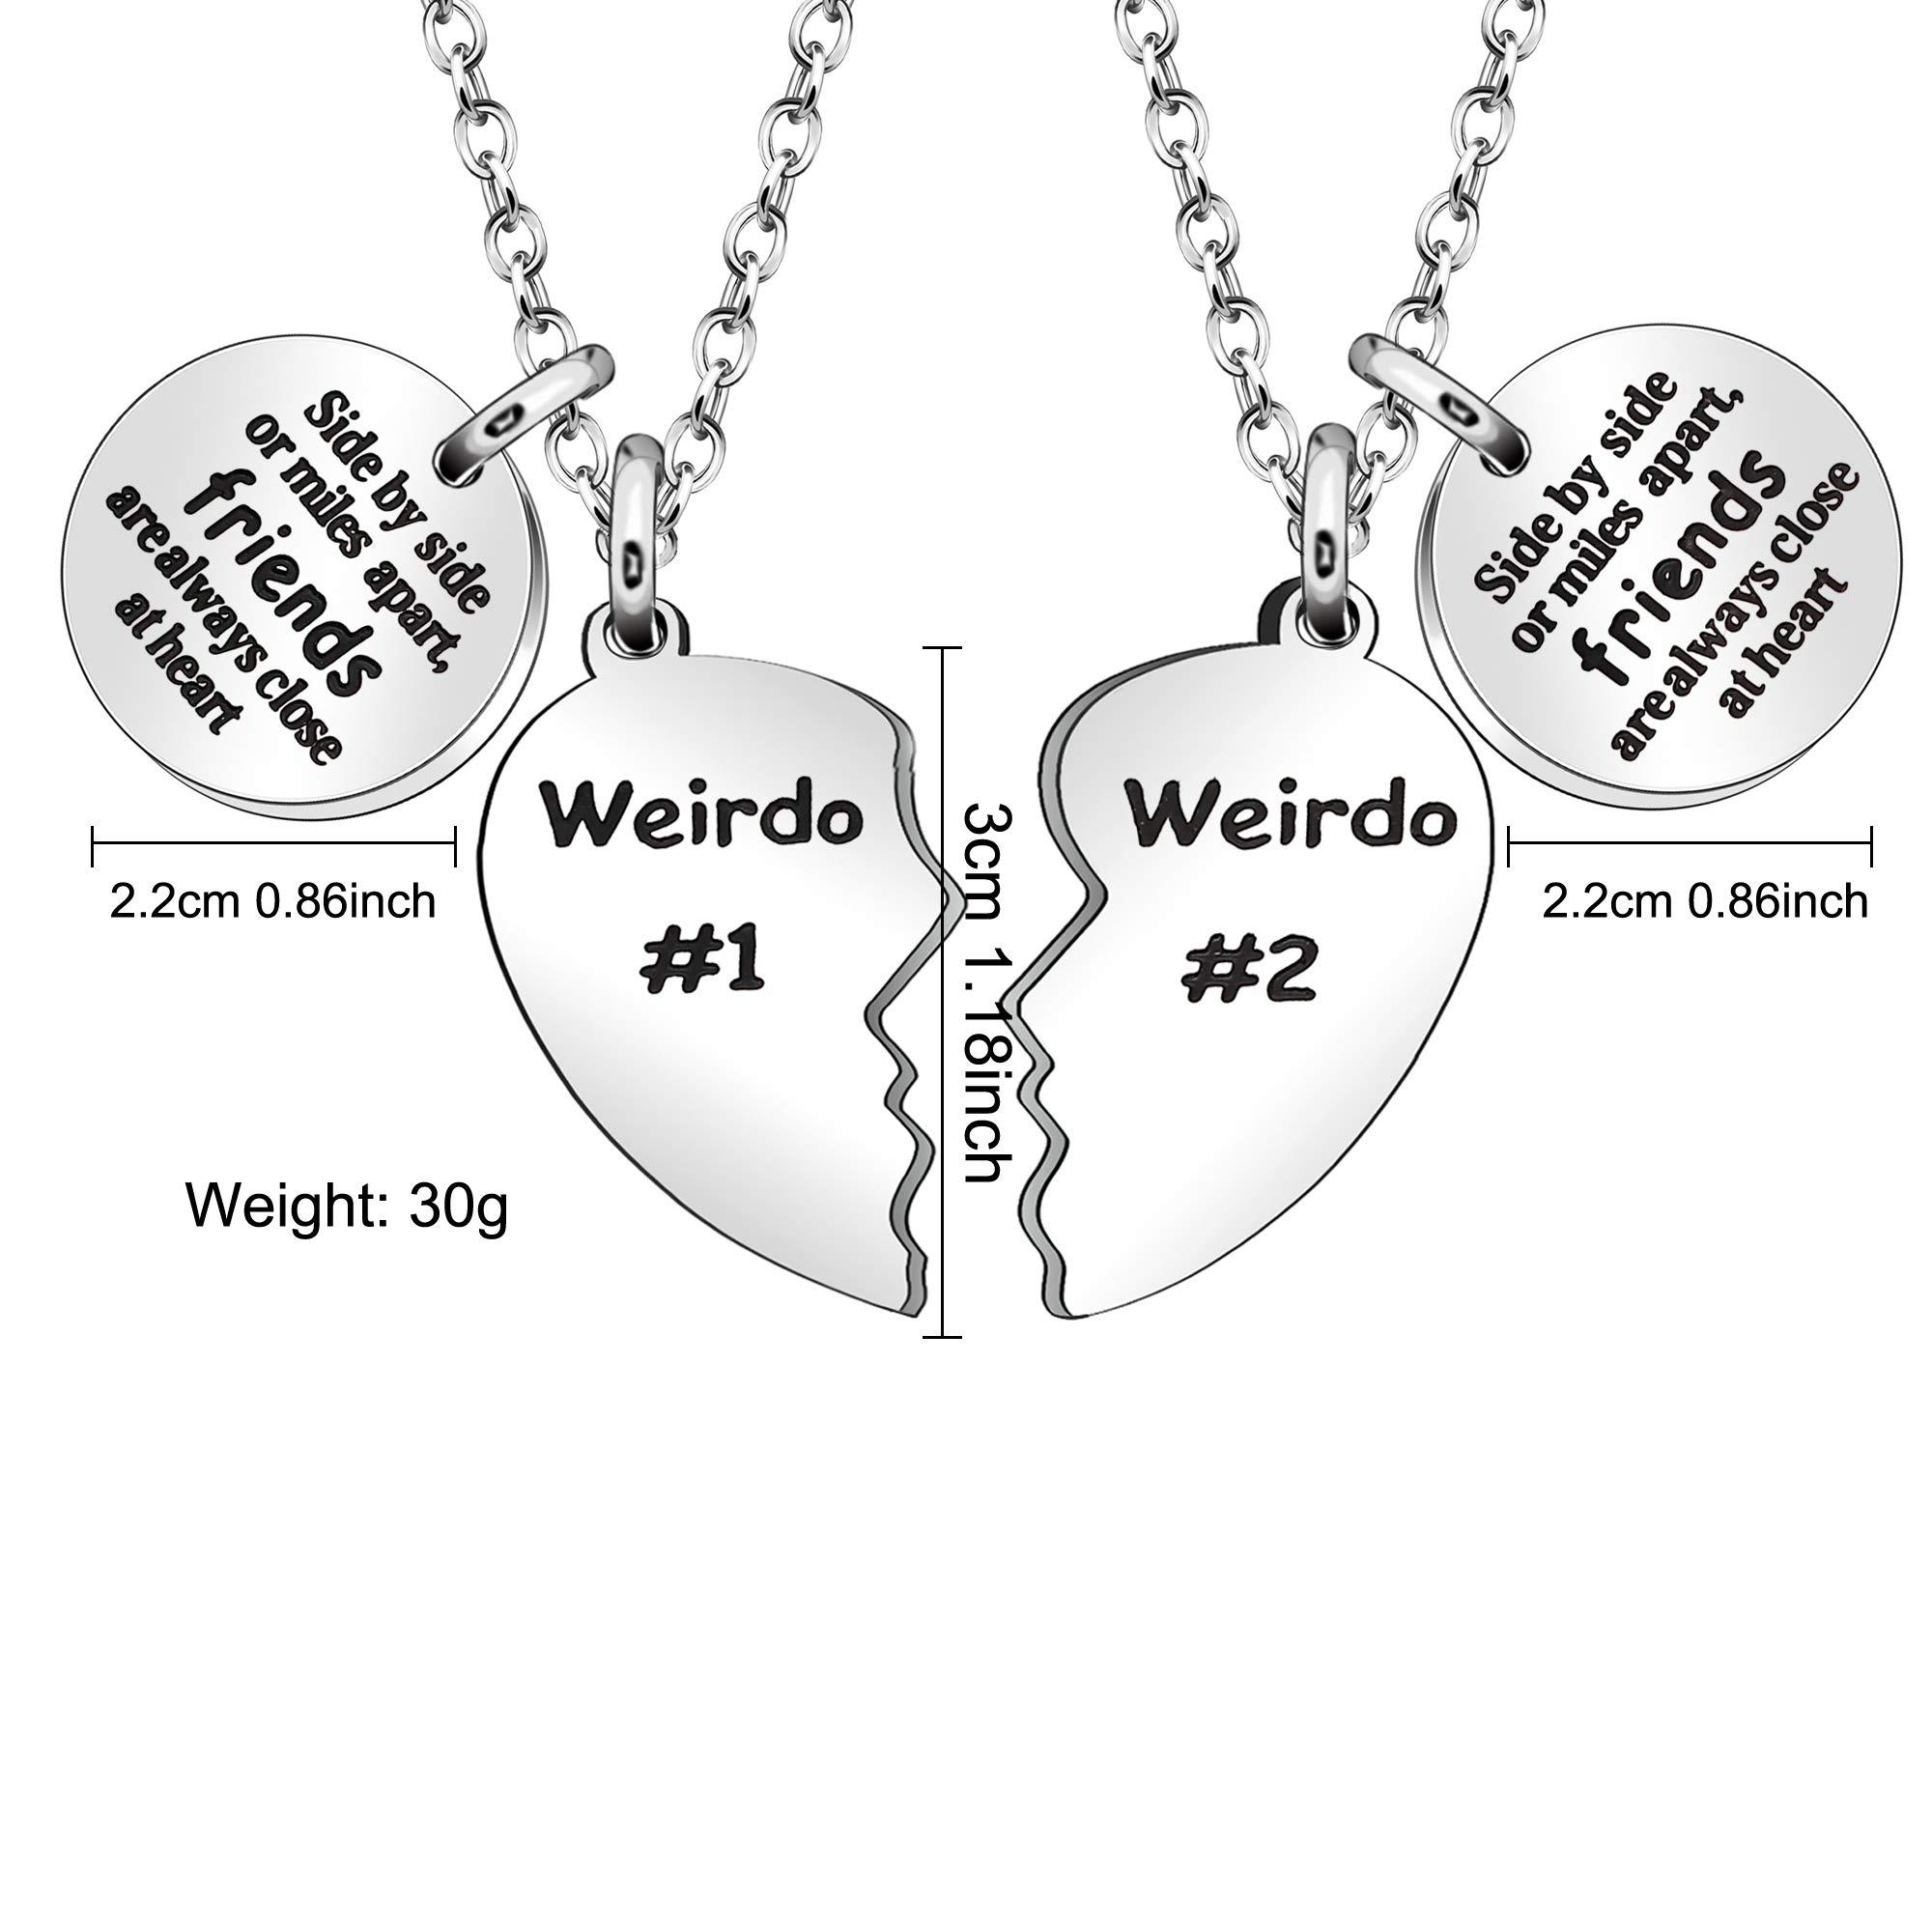 Side by side
or miles apart,
friends
are always close
at heart
Side by side
or miles apart,
friends
are always close
at heart
Weirdo
#1
Weirdo
#2
2.2cm 0.86inch
3cm 1.18inch
2.2cm 0.86inch
Weight: 30g